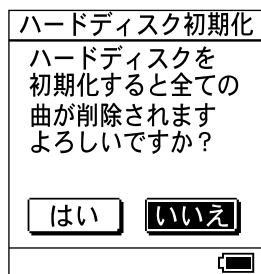 ハードディスク初期化
ハードディスクを
初期化すると全ての
曲が削除されます
よろしいですか？
はい いいえ